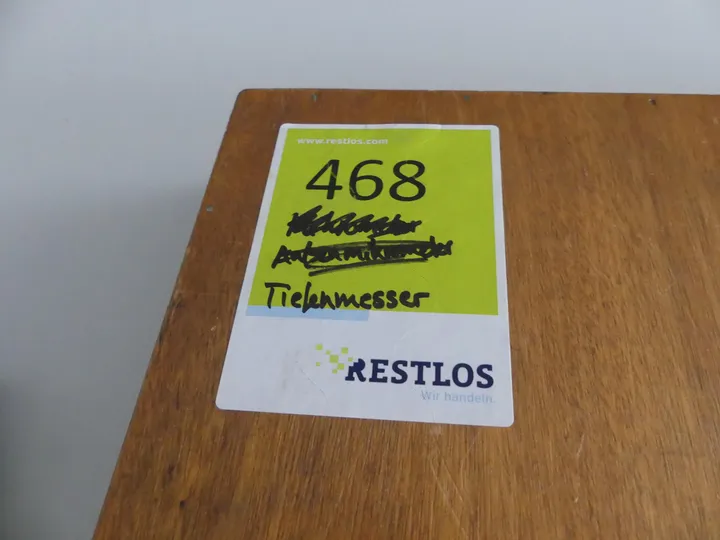 www.restlos.com
468
Tiefenmesser
RESTLOS
Wir handeln.